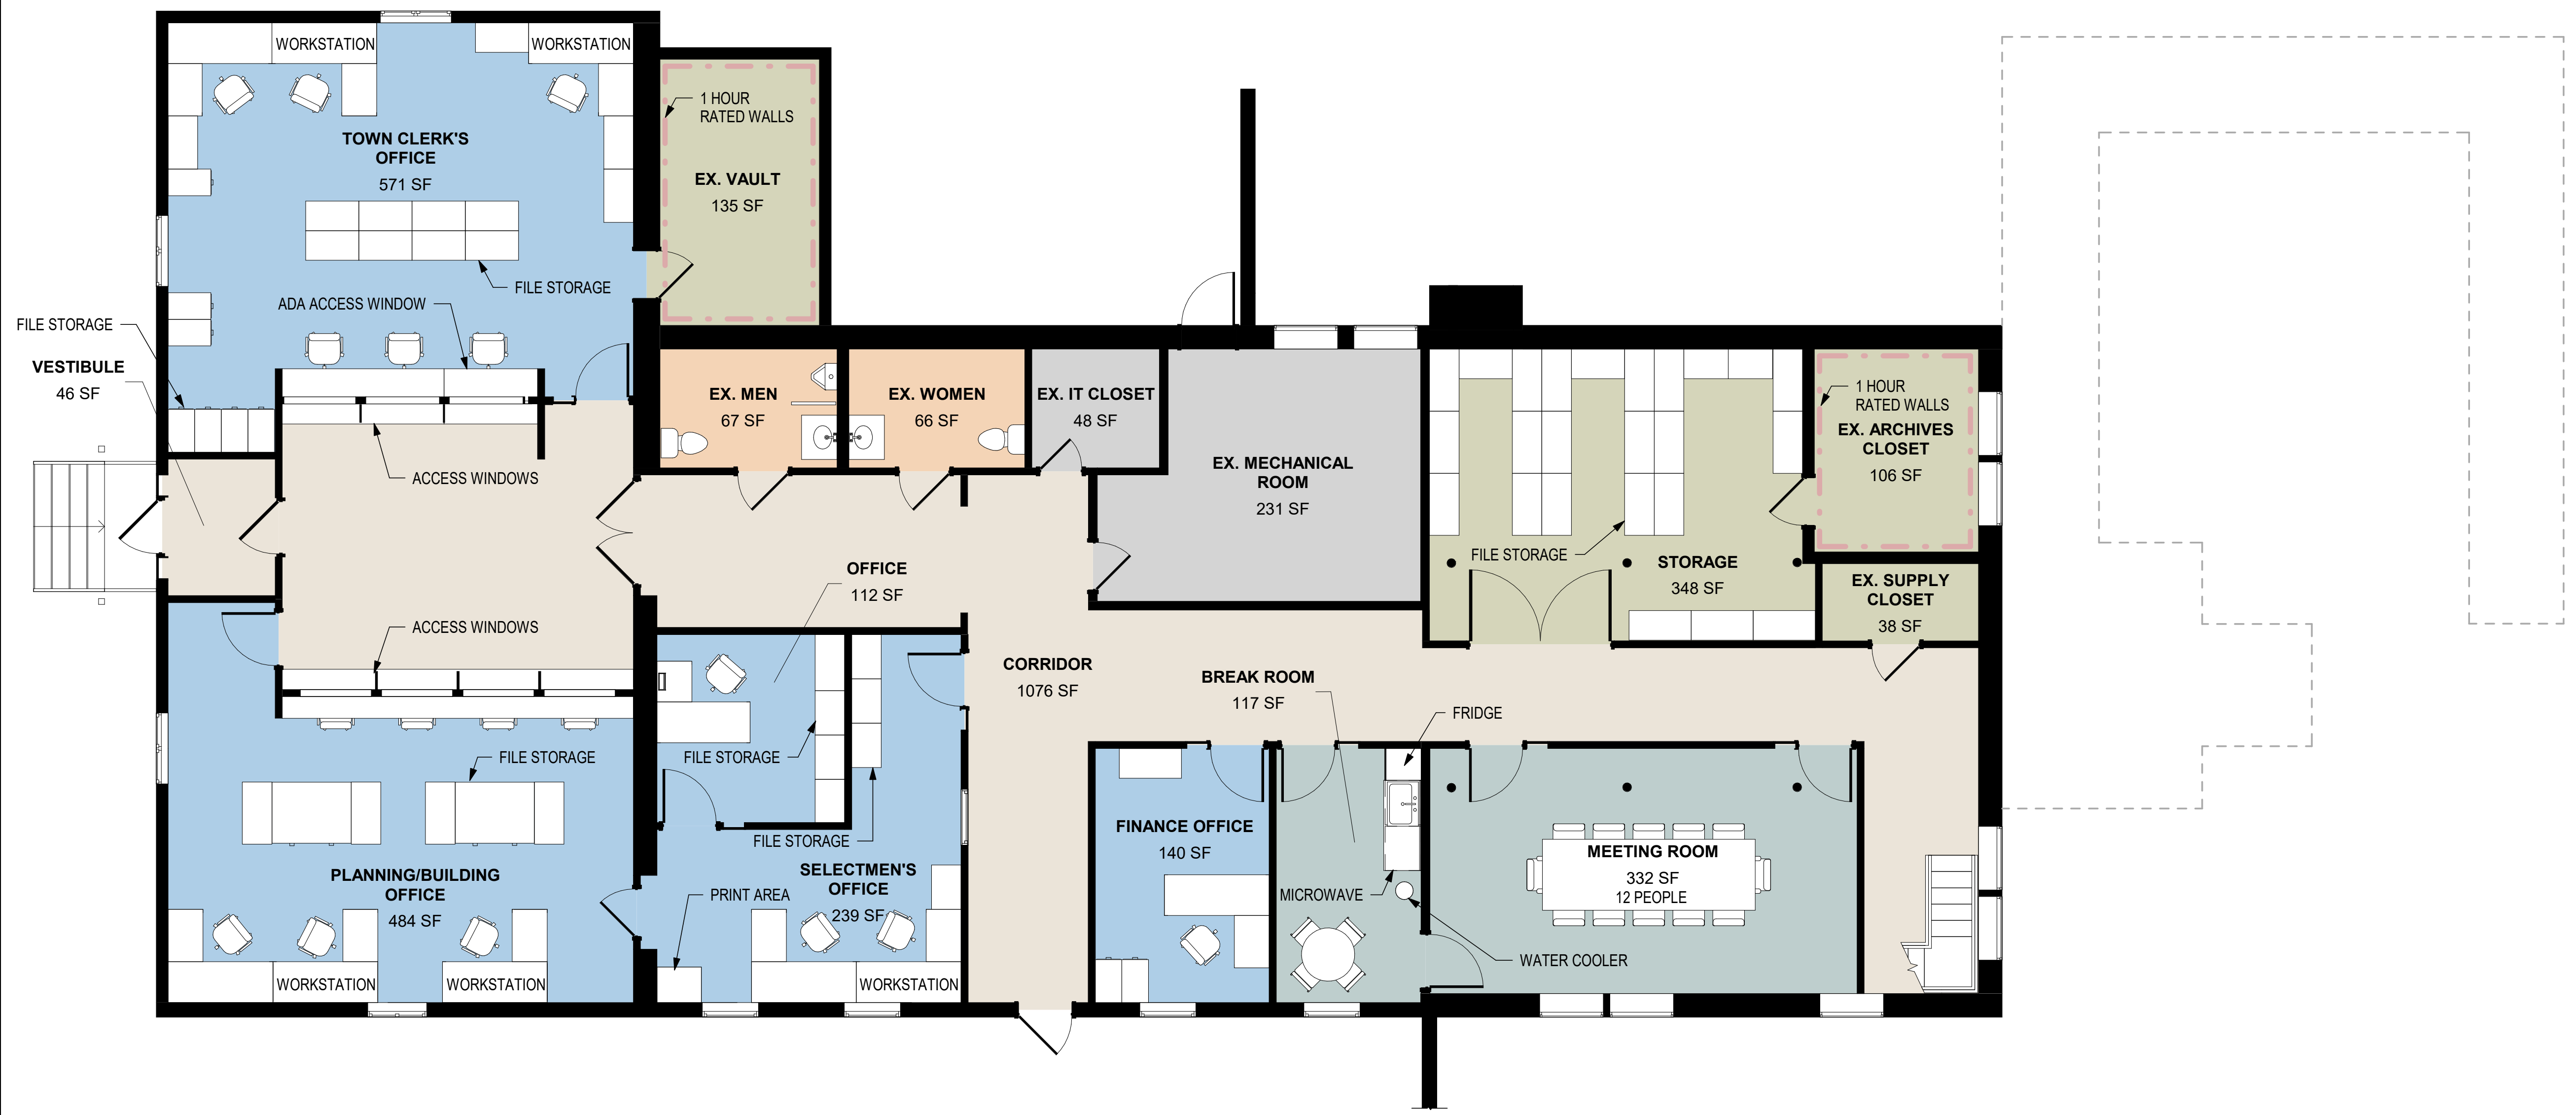 WORKSTATION
WORKSTATION
TOWN CLERK'S
OFFICE
571 SF
1 HOUR
RATED WALLS
EX. VAULT
135 SF
FILE STORAGE
ADA ACCESS WINDOW
FILE STORAGE
VESTIBULE
46 SF
ACCESS WINDOWS
EX. MEN
67 SF
EX. WOMEN
66 SF
EX. IT CLOSET
48 SF
EX. MECHANICAL
ROOM
231 SF
1 HOUR
RATED WALLS
EX. ARCHIVES
CLOSET
106 SF
FILE STORAGE
STORAGE
348 SF
EX. SUPPLY
CLOSET
38 SF
OFFICE
112 SF
ACCESS WINDOWS
CORRIDOR
1076 SF
BREAK ROOM
117 SF
FRIDGE
FILE STORAGE
FILE STORAGE
FILE STORAGE
FINANCE OFFICE
140 SF
MEETING ROOM
332 SF
12 PEOPLE
PLANNING/BUILDING
OFFICE
484 SF
SELECTMEN'S
OFFICE
239 SF
PRINT AREA
MICROWAVE
WATER COOLER
WORKSTATION
WORKSTATION
WORKSTATION